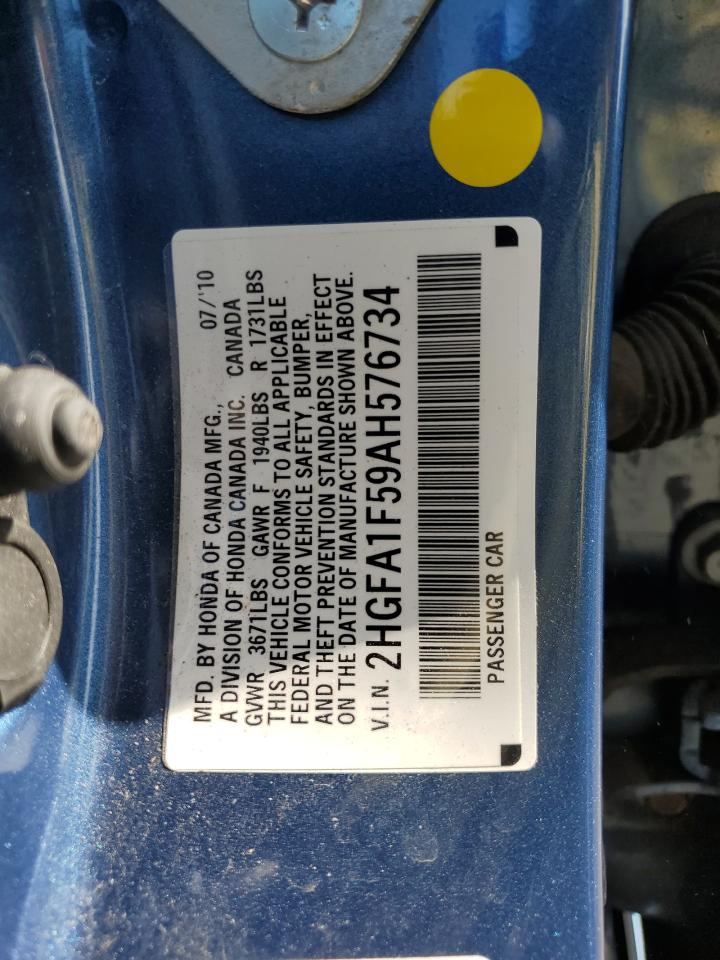 MFD. BY HONDA OF CANADA MFG., 07/'10
A DIVISION OF HONDA CANADA INC. CANADA
GVWR 3671LBS GAWR F 1940LBS R 1731LBS
THIS VEHICLE CONFORMS TO ALL APPLICABLE
FEDERAL MOTOR VEHICLE SAFETY, BUMPER,
AND THEFT PREVENTION STANDARDS IN EFFECT
ON THE DATE OF MANUFACTURE SHOWN ABOVE.
V.I.N. 2HGFA1F59AH576734
PASSENGER CAR